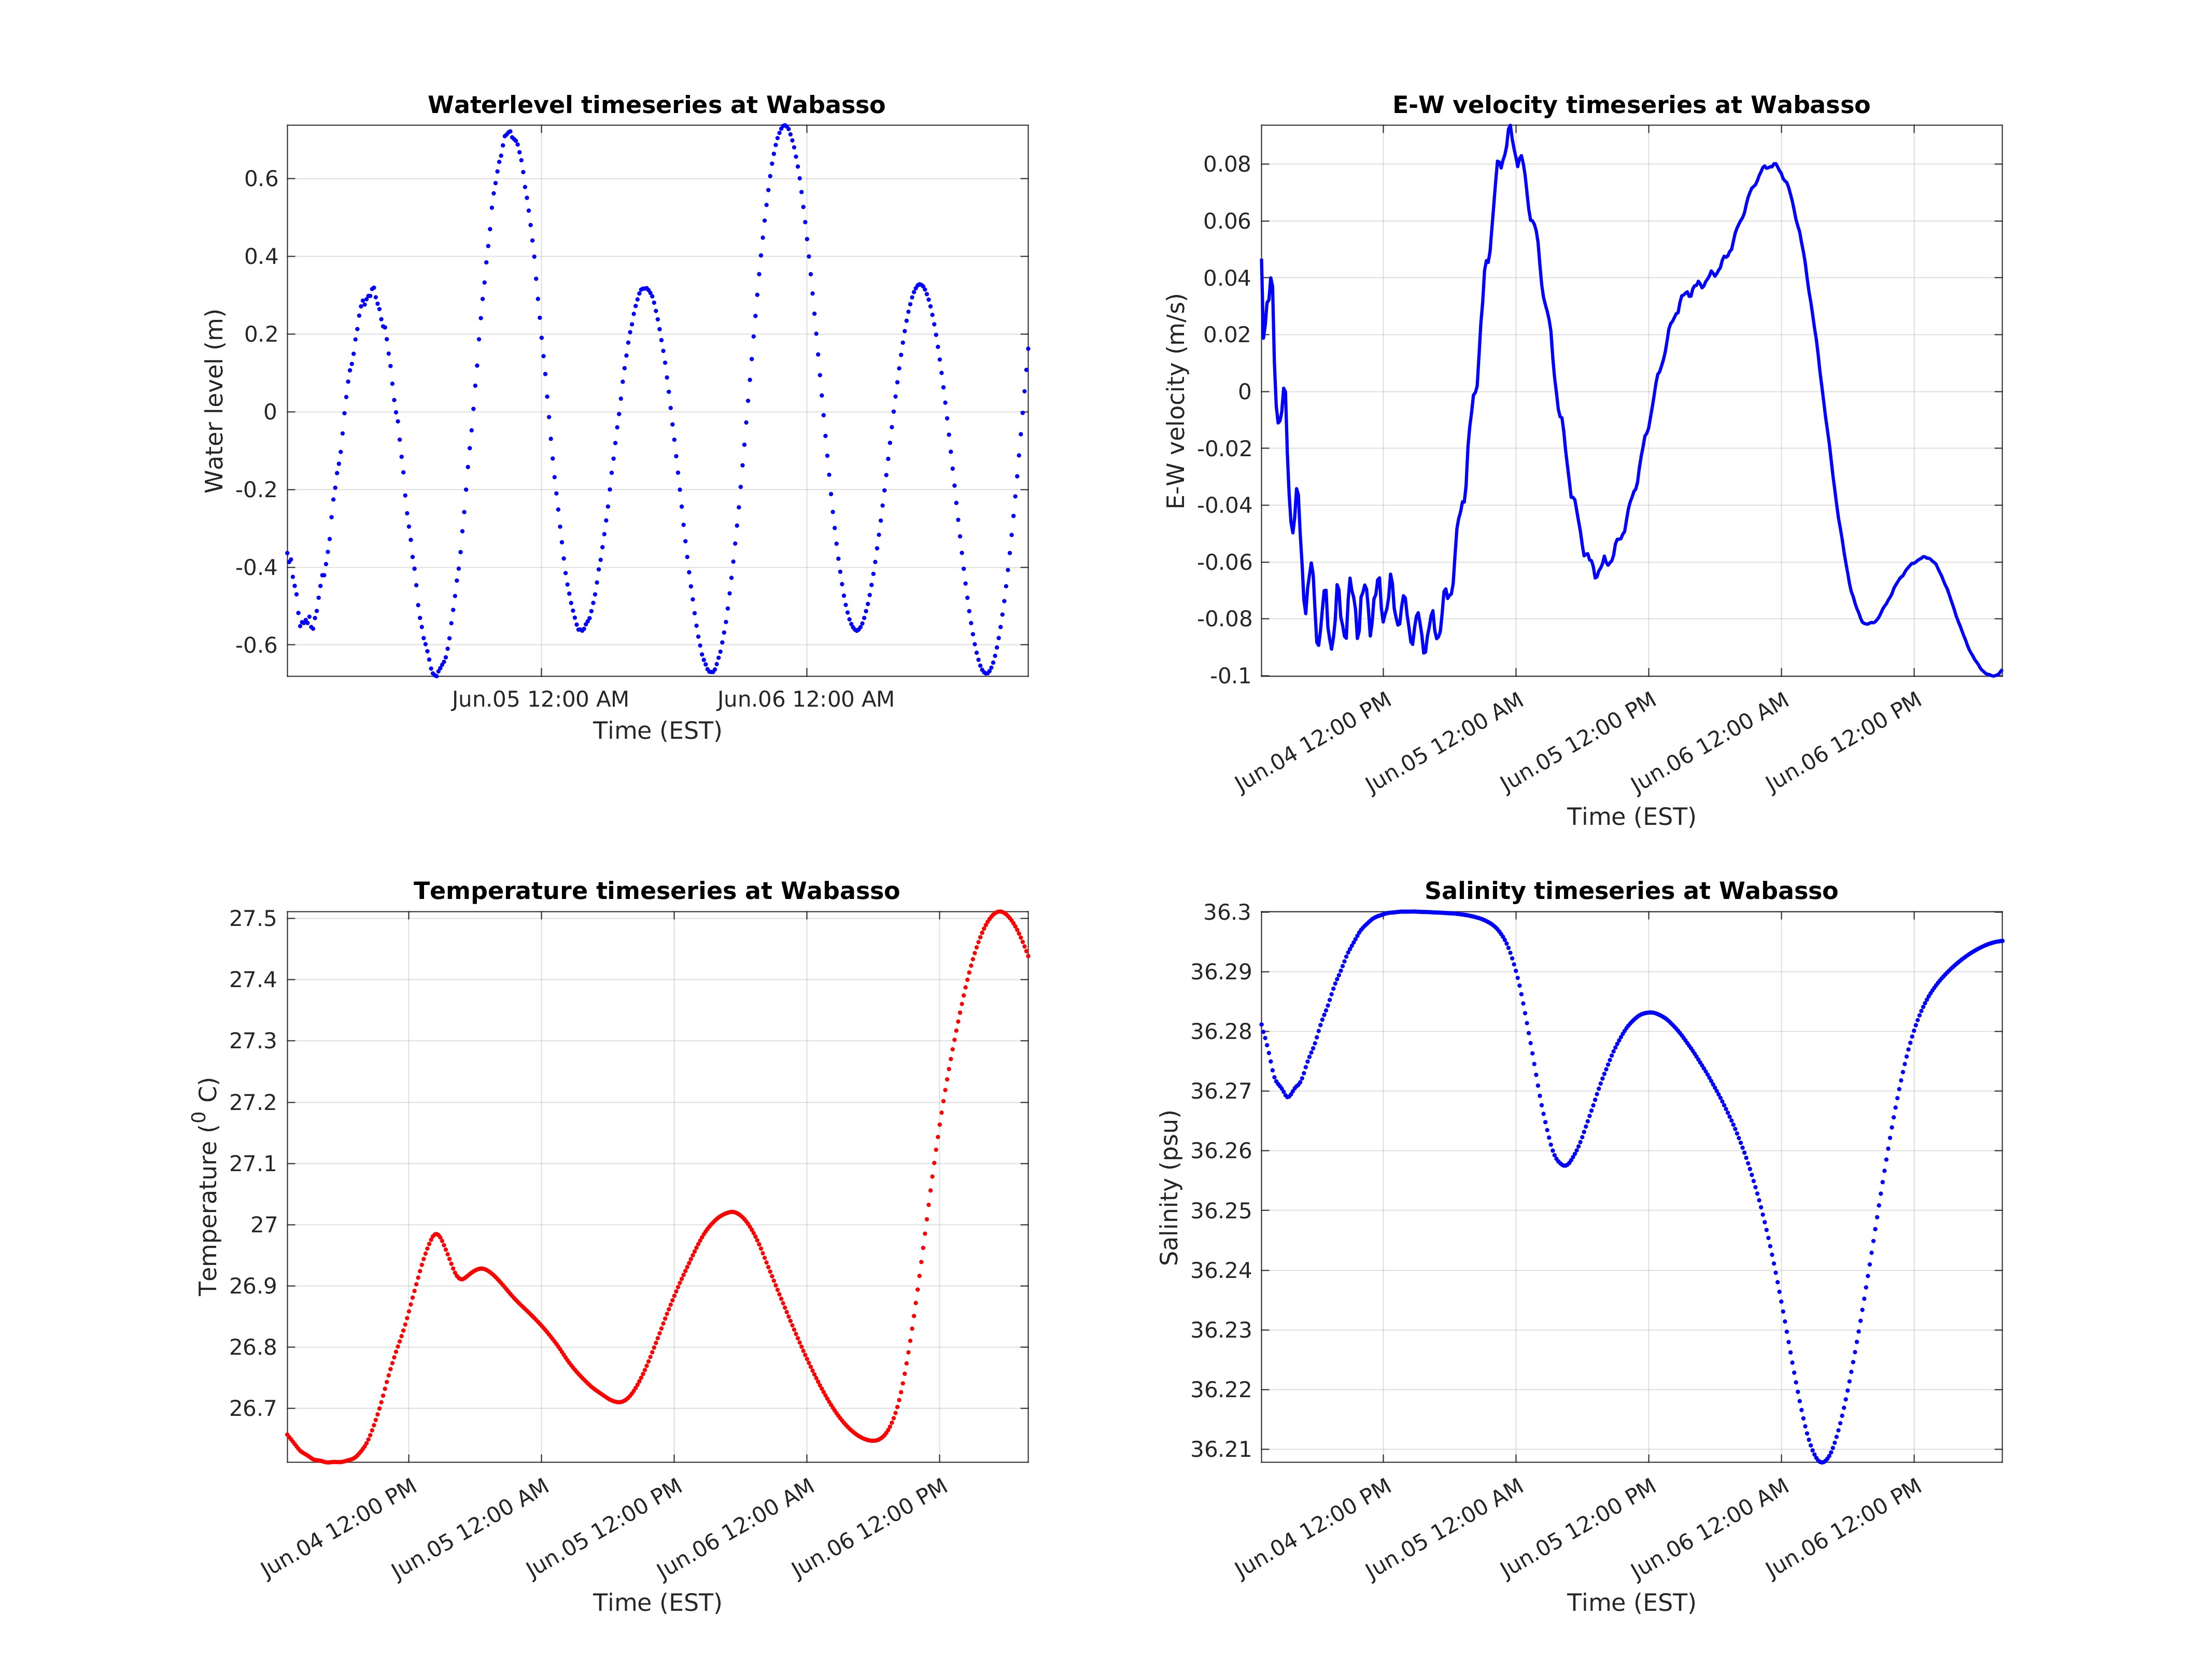 Waterlevel timeseries at Wabasso
0.6
0.4
0.2
0
-0.2
-0.4
-0.6
Water level (m)
Jun.05 12:00 AM
Jun.06 12:00 AM
Time (EST)
E-W velocity timeseries at Wabasso
0.08
0.06
0.04
0.02
0
-0.02
-0.04
-0.06
-0.08
-0.1
E-W velocity (m/s)
Jun.04 12:00 PM
Jun.05 12:00 AM
Jun.05 12:00 PM
Jun.06 12:00 AM
Jun.06 12:00 PM
Time (EST)
Temperature timeseries at Wabasso
27.5
27.4
27.3
27.2
27.1
27
26.9
26.8
26.7
Temperature (⁰ C)
Jun.04 12:00 PM
Jun.05 12:00 AM
Jun.05 12:00 PM
Jun.06 12:00 AM
Jun.06 12:00 PM
Time (EST)
Salinity timeseries at Wabasso
36.3
36.29
36.28
36.27
36.26
36.25
36.24
36.23
36.22
36.21
Salinity (psu)
Jun.04 12:00 PM
Jun.05 12:00 AM
Jun.05 12:00 PM
Jun.06 12:00 AM
Jun.06 12:00 PM
Time (EST)